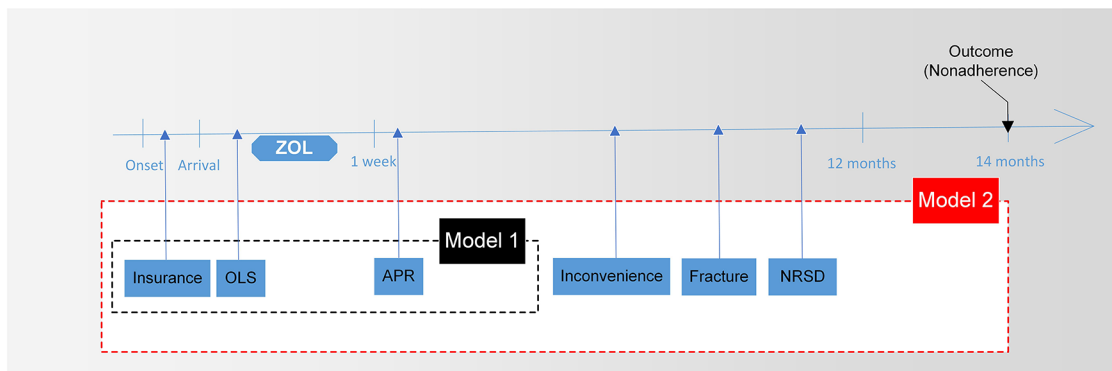 Outcome
(Nonadherence)
ZOL
Onset
Arrival
1 week
12 months
14 months
Model 2
Model 1
Insurance
OLS
APR
Inconvenience
Fracture
NRSD